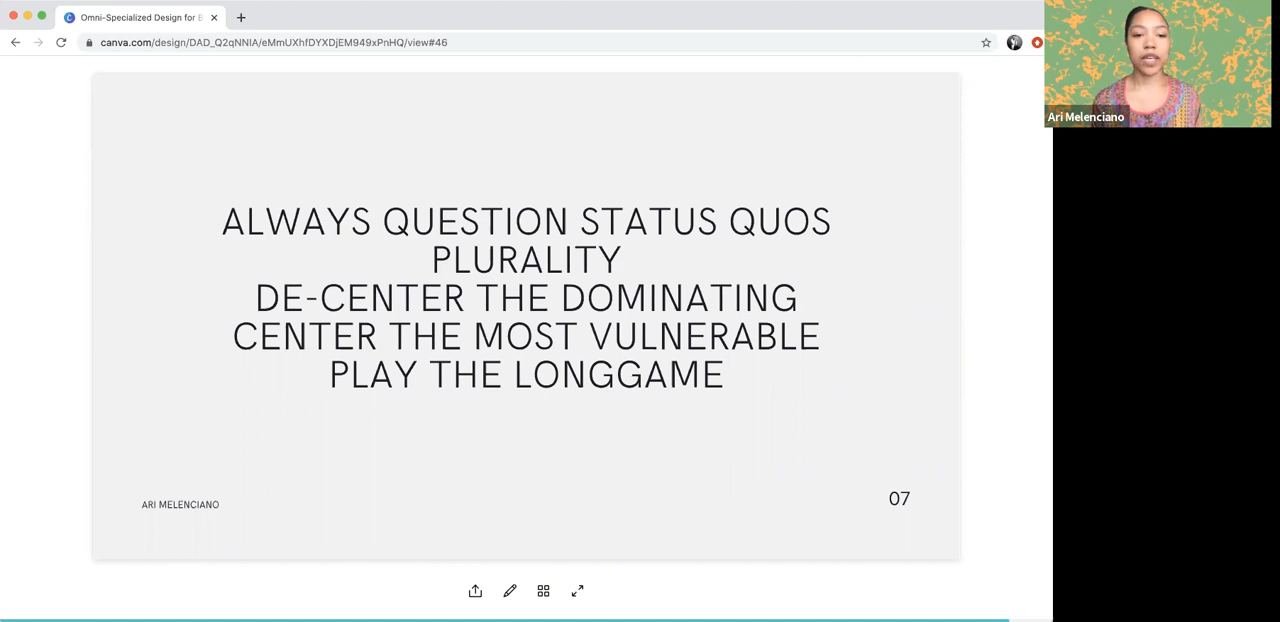 Omni-Specialized Design for B
canva.com/design/DAD_Q2qNNIA/eMmUXhfDYXDjEM949xPnHQ/view#46
Ari Melenciano
ALWAYS QUESTION STATUS QUOS
PLURALITY
DE-CENTER THE DOMINATING
CENTER THE MOST VULNERABLE
PLAY THE LONGGAME
ARI MELENCIANO
07